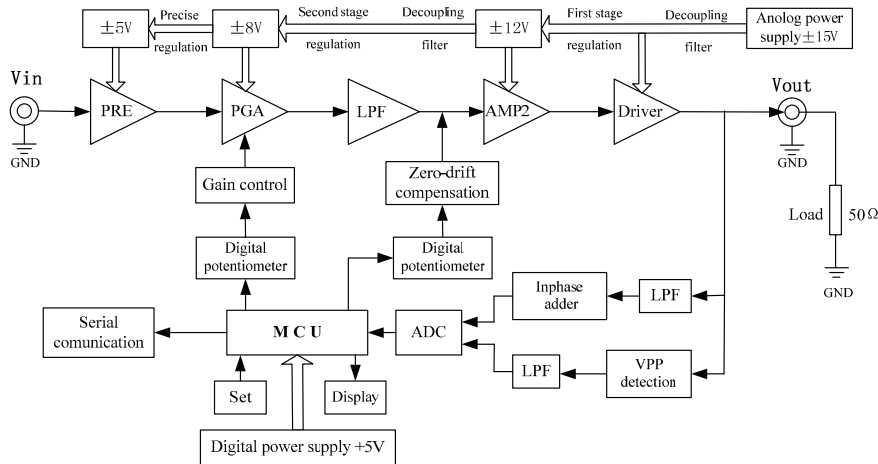 ±5V
Precise
regulation
±8V
Second stage
regulation
Decoupling
filter
±12V
First stage
regulation
Decoupling
filter
Anolog power
supply±15V
Vin
GND
PRE
PGA
LPF
AMP2
Driver
Vout
GND
Gain control
Zero-drift
compensation
Load
50Ω
GND
Digital
potentiometer
Digital
potentiometer
Inphase
adder
LPF
Serial
comunication
MCU
ADC
LPF
VPP
detection
Set
Display
Digital power supply +5V